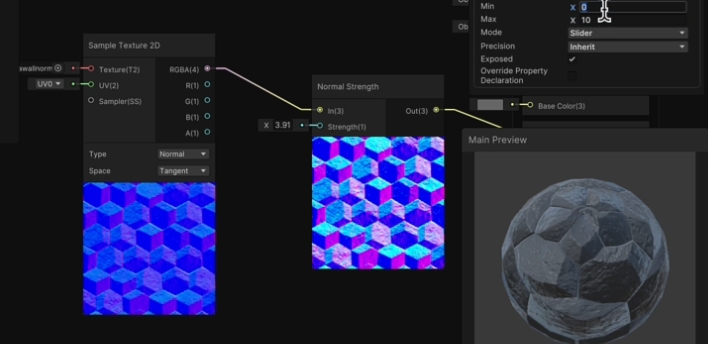 Min X 0
Max X 10
Mode Slider
Precision Inherit
Exposed
Override Property
Declaration
Sample Texture 2D
Texture(T2) RGBA(4)
UV0 UV(2) R(1)
Sampler(SS) G(1)
B(1)
A(1)
Type Normal
Space Tangent
Normal Strength
In(3) Out(3)
X 3.91 Strength(1)
Base Color(3)
Main Preview